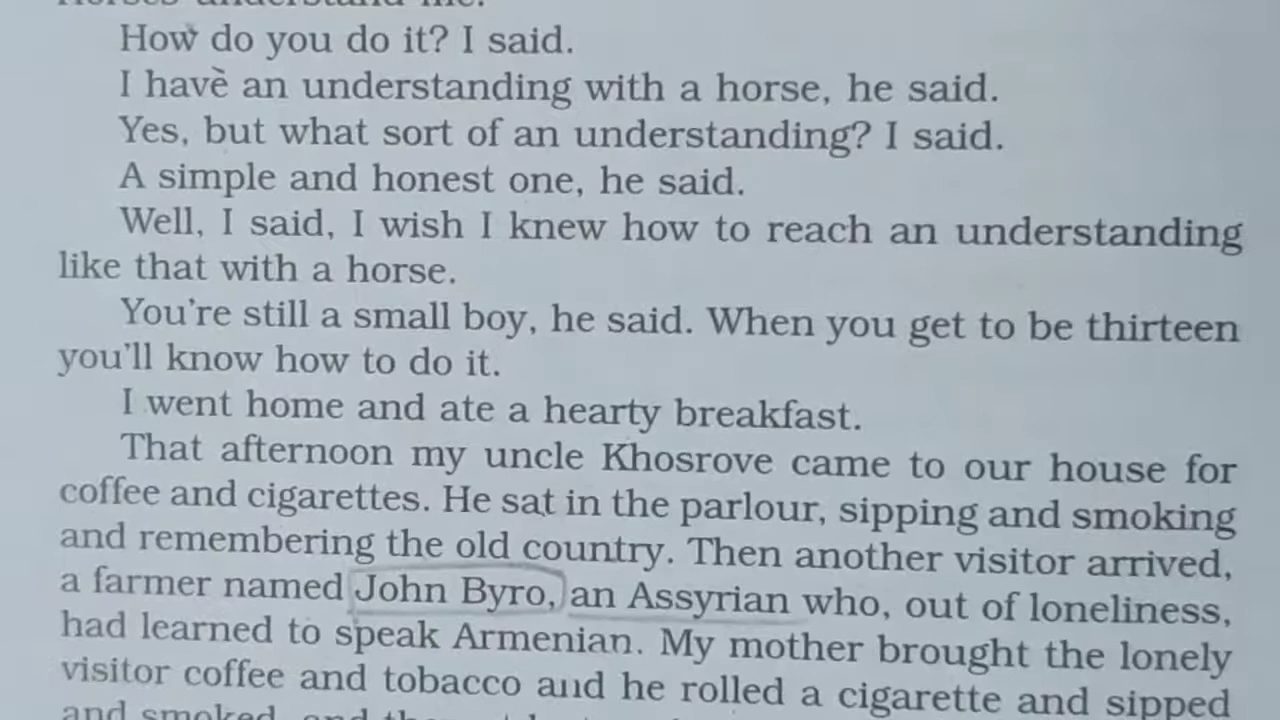 Horses understand me.
How do you do it? I said.
I have an understanding with a horse, he said.
Yes, but what sort of an understanding? I said.
A simple and honest one, he said.
Well, I said, I wish I knew how to reach an understanding
like that with a horse.
You're still a small boy, he said. When you get to be thirteen
you'll know how to do it.
I went home and ate a hearty breakfast.
That afternoon my uncle Khosrove came to our house for
coffee and cigarettes. He sat in the parlour, sipping and smoking
and remembering the old country. Then another visitor arrived,
a farmer named John Byro, an Assyrian who, out of loneliness,
had learned to speak Armenian. My mother brought the lonely
visitor coffee and tobacco and he rolled a cigarette and sipped
and smoked, and